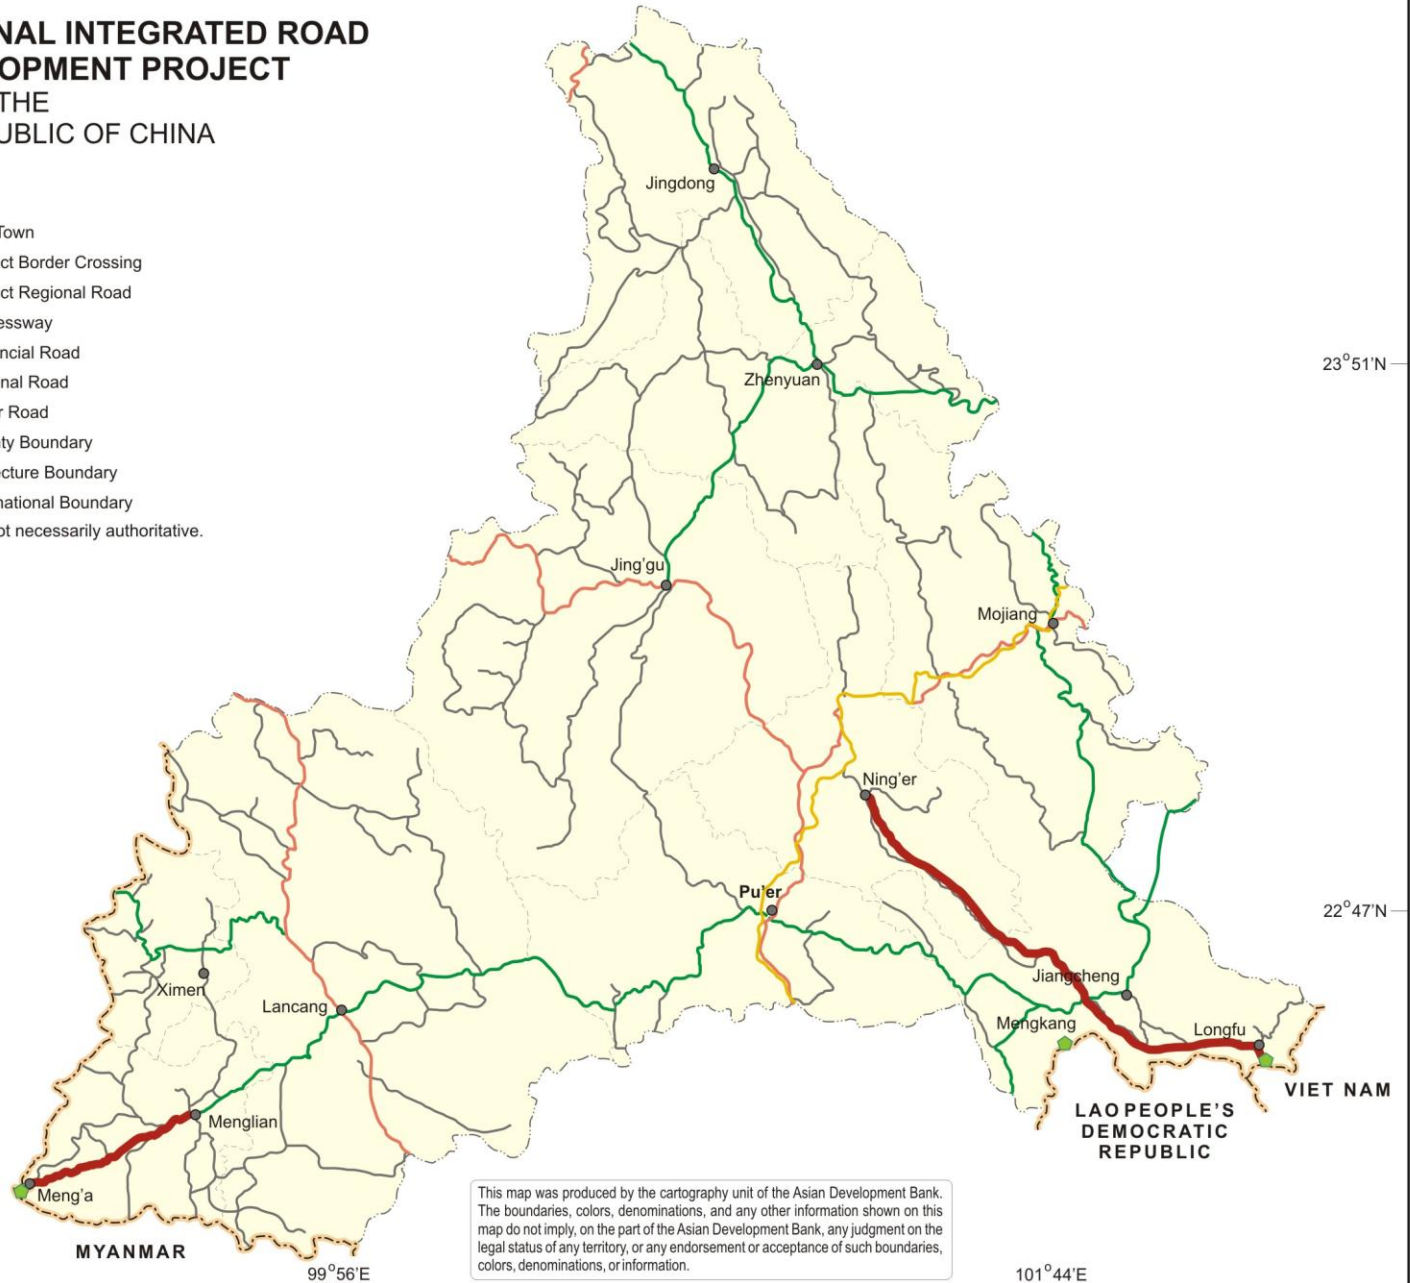 NAL INTEGRATED ROAD
OPMENT PROJECT
THE
UBLIC OF CHINA
Town
ct Border Crossing
ct Regional Road
essway
ncial Road
nal Road
r Road
ty Boundary
ecture Boundary
national Boundary
ot necessarily authoritative.
Jingdong
23°51'N
Zhenyuan
Jing'gu
Mojiang
Ning'er
Pu'er
22°47'N
Ximen
Lancang
Jiangcheng
Mengkang
Longfu
VIET NAM
LAO PEOPLE'S
DEMOCRATIC
REPUBLIC
Menglian
Meng'a
MYANMAR
This map was produced by the cartography unit of the Asian Development Bank.
The boundaries, colors, denominations, and any other information shown on this
map do not imply, on the part of the Asian Development Bank, any judgment on the
legal status of any territory, or any endorsement or acceptance of such boundaries,
colors, denominations, or information.
99°56'E
101°44'E